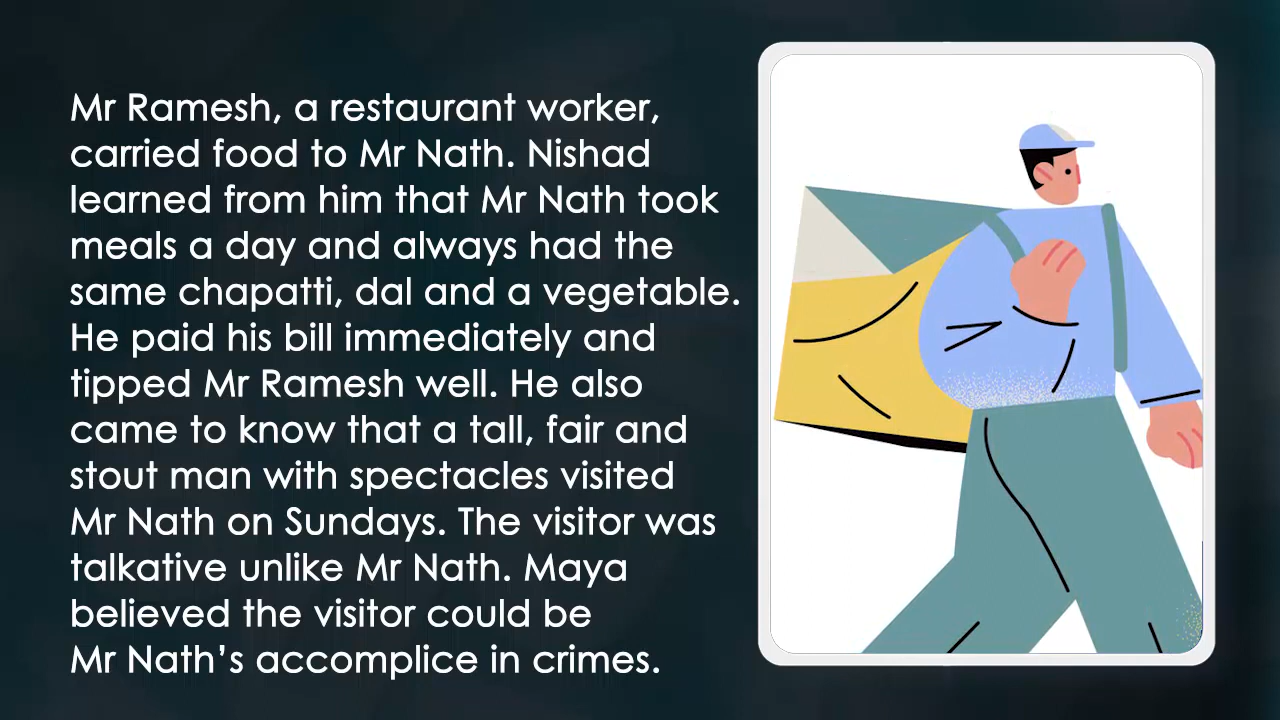 Mr Ramesh, a restaurant worker,
carried food to Mr Nath. Nishad
learned from him that Mr Nath took
meals a day and always had the
same chapatti, dal and a vegetable.
He paid his bill immediately and
tipped Mr Ramesh well. He also
came to know that a tall, fair and
stout man with spectacles visited
Mr Nath on Sundays. The visitor was
talkative unlike Mr Nath. Maya
believed the visitor could be
Mr Nath’s accomplice in crimes.